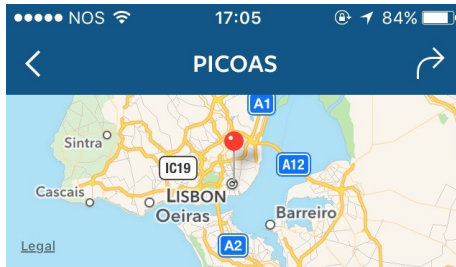 NOS 17:05 84%
PICOAS
A1
Sintra
IC19
A12
Cascais
LISBON
Oeiras
Barreiro
Legal
A2